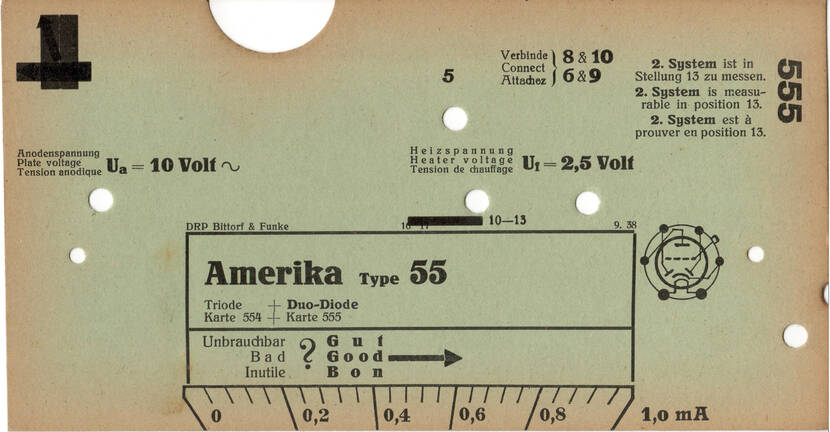 5
Verbinde
Connect
Attachez
8 & 10
6 & 9
2. System ist in
Stellung 13 zu messen.
2. System is measu-
rable in position 13.
2. System est à
prouver en position 13.
555
Anodenspannung
Plate voltage
Tension anodique
Ua = 10 Volt ~
Heizspannung
Heater voltage
Tension de chauffage
Uf = 2,5 Volt
DRP Bittorf & Funke
16 17
10—13
9. 38
Amerika Type 55
Triode + Duo-Diode
Karte 554 + Karte 555
Unbrauchbar
Bad
Inutile
?
Gut
Good
Bon
0 0,2 0,4 0,6 0,8 1,0 mA